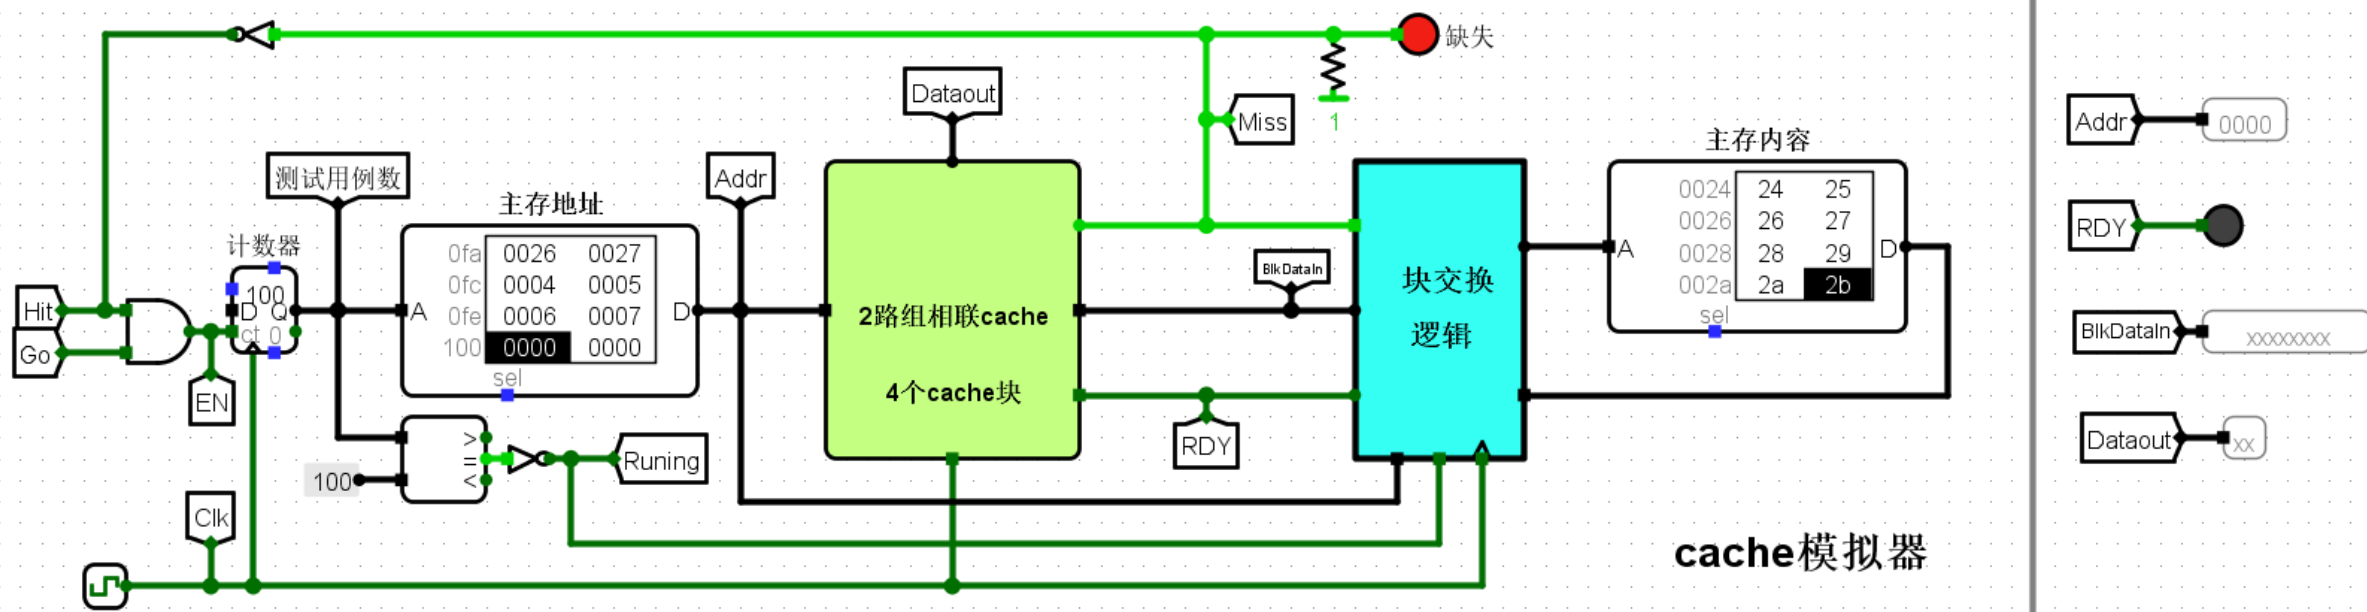 缺失
Dataout
Miss
1
测试用例数
主存地址
Addr
主存内容
计数器
Hit
Go
100
D Q
ct 0
EN
A
0fa 0026 0027
0fc 0004 0005
0fe 0006 0007
100 0000 0000
D
sel
2路组相联cache
4个cache块
BlkDataIn
块交换
逻辑
RDY
A
0024 24 25
0026 26 27
0028 28 29
002a 2a 2b
D
sel
>
=
<
100
Runing
Clk
cache模拟器
Addr 0000
RDY
BlkDataIn xxxxxxxx
Dataout xx